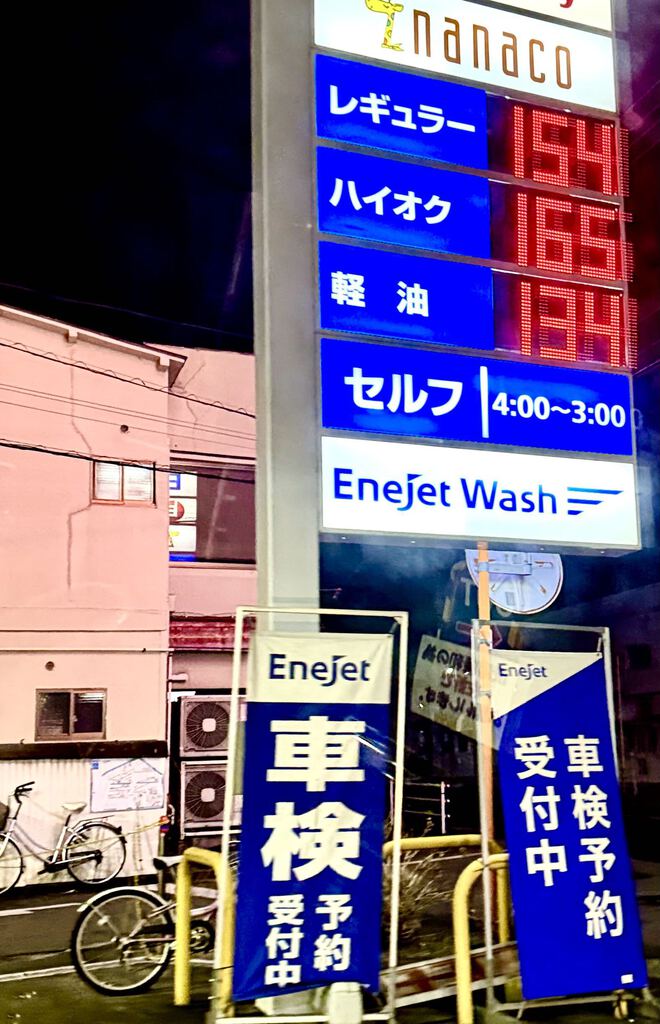 nanaco
レギュラー 154
ハイオク 165
軽油 134
セルフ 4:00～3:00
Enejet Wash
Enejet
車検
予約
受付中
Enejet
車検予約
受付中